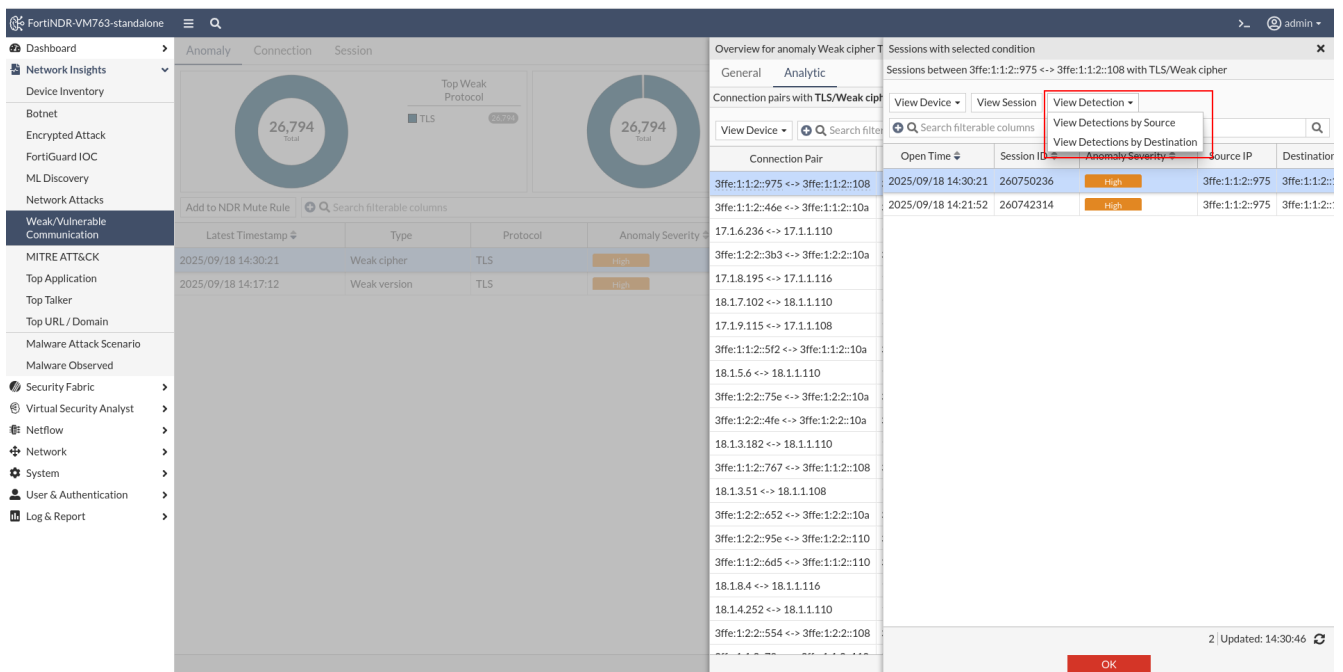 FortiNDR-VM763-standalone
>_ admin
Dashboard
Network Insights
Device Inventory
Botnet
Encrypted Attack
FortiGuard IOC
ML Discovery
Network Attacks
Weak/Vulnerable
Communication
MITRE ATT&CK
Top Application
Top Talker
Top URL / Domain
Malware Attack Scenario
Malware Observed
Security Fabric
Virtual Security Analyst
Netflow
Network
System
User & Authentication
Log & Report
Anomaly Connection Session
26,794
Total
Top Weak
Protocol
TLS 26,794
26,794
Total
Add to NDR Mute Rule Search filterable columns
Latest Timestamp Type Protocol Anomaly Severity
2025/09/18 14:30:21 Weak cipher TLS High
2025/09/18 14:17:12 Weak version TLS High
Overview for anomaly Weak cipher T
General Analytic
Connection pairs with TLS/Weak ciph
View Device Search filter
Connection Pair
3ffe:1:1:2::975 <-> 3ffe:1:1:2::108
3ffe:1:1:2::46e <-> 3ffe:1:1:2::10a
17.1.6.236 <-> 17.1.1.110
3ffe:1:2:2::3b3 <-> 3ffe:1:2:2::10a
17.1.8.195 <-> 17.1.1.116
18.1.7.102 <-> 18.1.1.110
17.1.9.115 <-> 17.1.1.108
3ffe:1:1:2::5f2 <-> 3ffe:1:1:2::10a
18.1.5.6 <-> 18.1.1.110
3ffe:1:2:2::75e <-> 3ffe:1:2:2::10a
3ffe:1:2:2::4fe <-> 3ffe:1:2:2::10a
18.1.3.182 <-> 18.1.1.110
3ffe:1:1:2::767 <-> 3ffe:1:1:2::108
18.1.3.51 <-> 18.1.1.108
3ffe:1:2:2::652 <-> 3ffe:1:2:2::10a
3ffe:1:2:2::95e <-> 3ffe:1:2:2::110
3ffe:1:1:2::6d5 <-> 3ffe:1:1:2::110
18.1.8.4 <-> 18.1.1.116
18.1.4.252 <-> 18.1.1.110
3ffe:1:2:2::554 <-> 3ffe:1:2:2::108
Sessions with selected condition
Sessions between 3ffe:1:1:2::975 <-> 3ffe:1:1:2::108 with TLS/Weak cipher
View Device View Session View Detection
Search filterable columns
View Detections by Source
View Detections by Destination
Open Time Session ID Anomaly Severity Source IP Destination
2025/09/18 14:30:21 260750236 High 3ffe:1:1:2::975 3ffe:1:1:2::
2025/09/18 14:21:52 260742314 High 3ffe:1:1:2::975 3ffe:1:1:2::
2 Updated: 14:30:46
OK